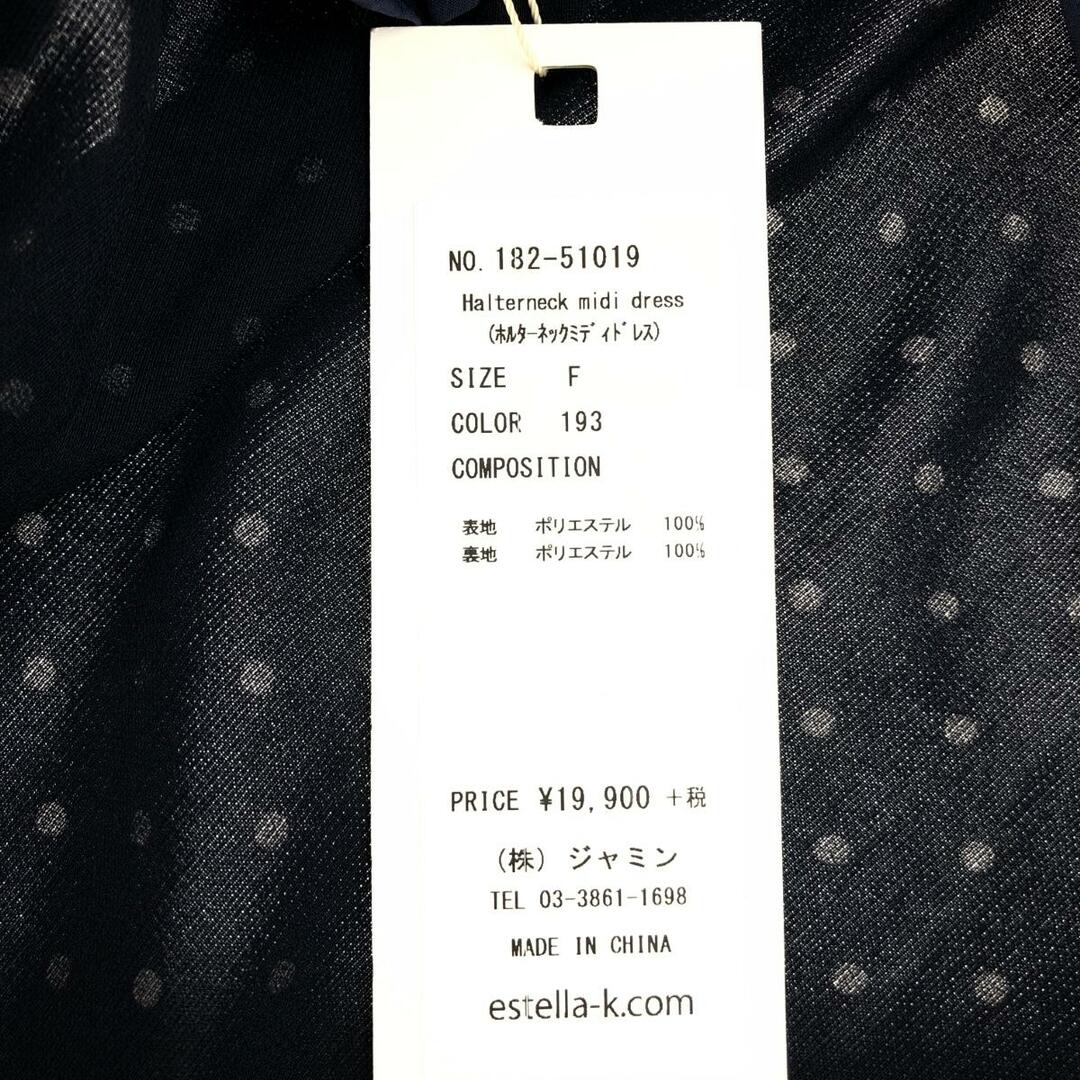 NO. 182-51019
Halterneck midi dress
(ﾎﾙﾀｰﾈｯｸﾐﾃﾞｨﾄﾞﾚｽ)
SIZE F
COLOR 193
COMPOSITION
表地 ポリエステル 100%
裏地 ポリエステル 100%
PRICE ¥19,900 +税
(株) ジャミン
TEL 03-3861-1698
MADE IN CHINA
estella-k.com